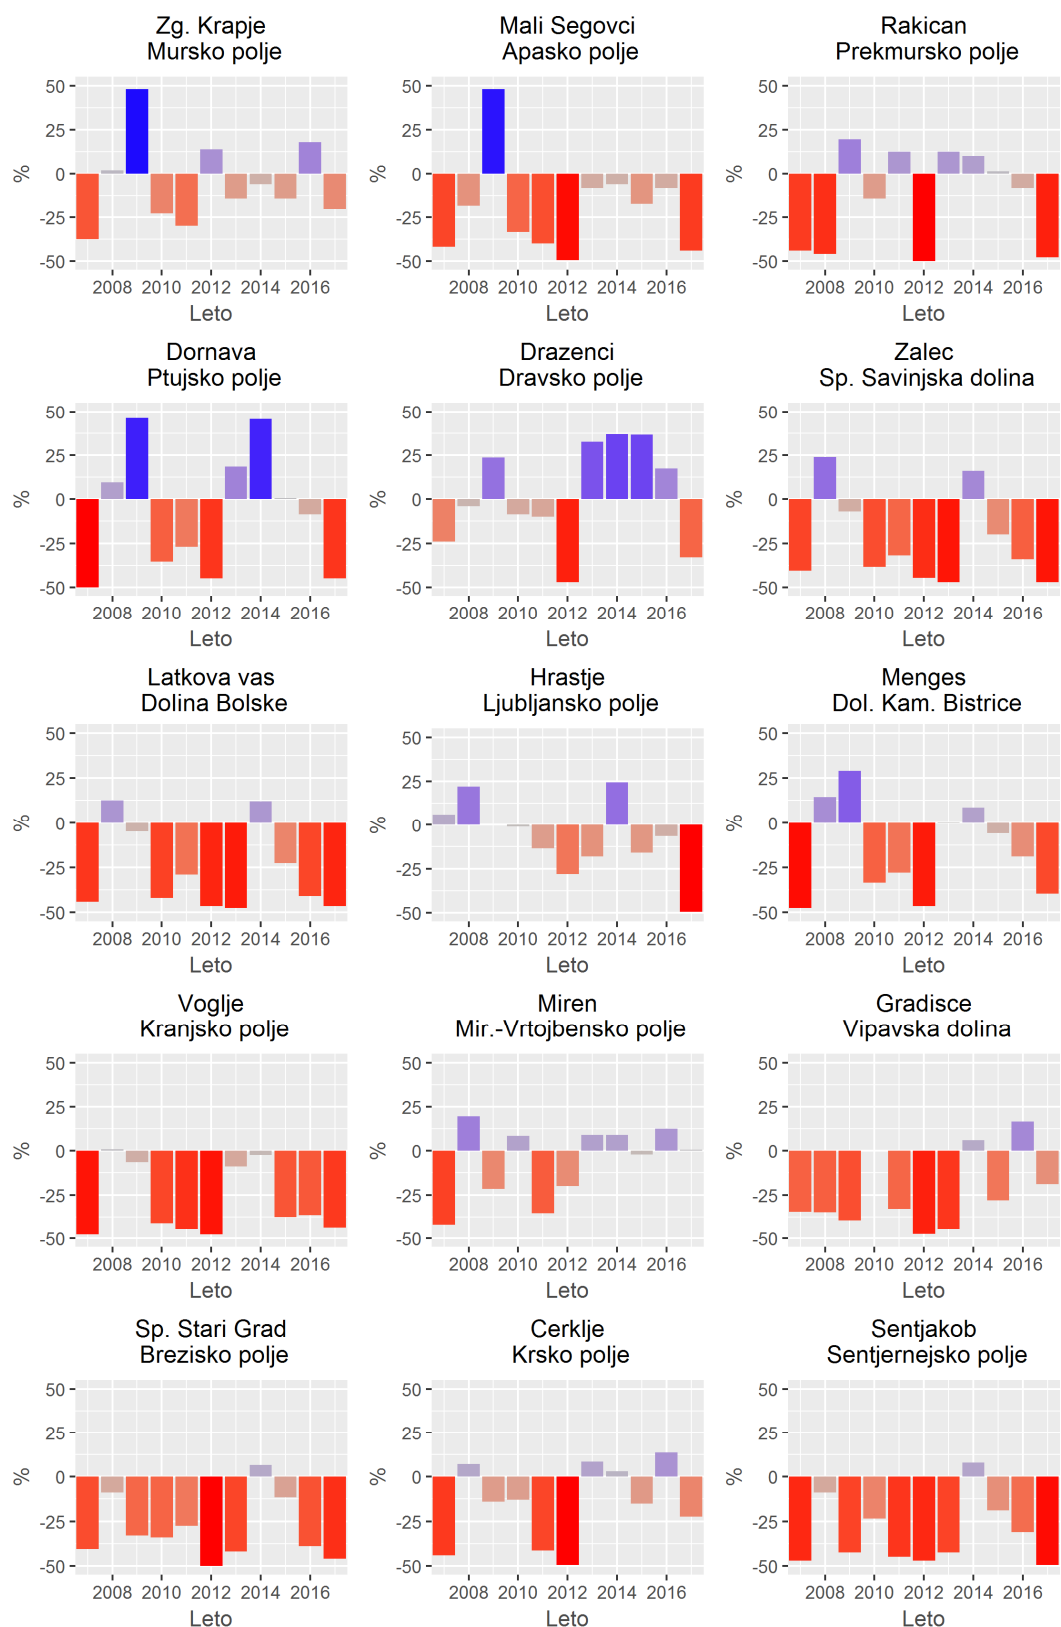 Zg. Krapje
Mursko polje
Mali Segovci
Apasko polje
Rakican
Prekmursko polje
%
50
25
0
-25
-50
2008 2010 2012 2014 2016
Leto
%
50
25
0
-25
-50
2008 2010 2012 2014 2016
Leto
%
50
25
0
-25
-50
2008 2010 2012 2014 2016
Leto
Dornava
Ptujsko polje
Drazenci
Dravsko polje
Zalec
Sp. Savinjska dolina
%
50
25
0
-25
-50
2008 2010 2012 2014 2016
Leto
%
50
25
0
-25
-50
2008 2010 2012 2014 2016
Leto
%
50
25
0
-25
-50
2008 2010 2012 2014 2016
Leto
Latkova vas
Dolina Bolske
Hrastje
Ljubljansko polje
Menges
Dol. Kam. Bistrice
%
50
25
0
-25
-50
2008 2010 2012 2014 2016
Leto
%
50
25
0
-25
-50
2008 2010 2012 2014 2016
Leto
%
50
25
0
-25
-50
2008 2010 2012 2014 2016
Leto
Voglje
Kranjsko polje
Miren
Mir.-Vrtojbensko polje
Gradisce
Vipavska dolina
%
50
25
0
-25
-50
2008 2010 2012 2014 2016
Leto
%
50
25
0
-25
-50
2008 2010 2012 2014 2016
Leto
%
50
25
0
-25
-50
2008 2010 2012 2014 2016
Leto
Sp. Stari Grad
Brezisko polje
Cerklje
Krsko polje
Sentjakob
Sentjernejsko polje
%
50
25
0
-25
-50
2008 2010 2012 2014 2016
Leto
%
50
25
0
-25
-50
2008 2010 2012 2014 2016
Leto
%
50
25
0
-25
-50
2008 2010 2012 2014 2016
Leto